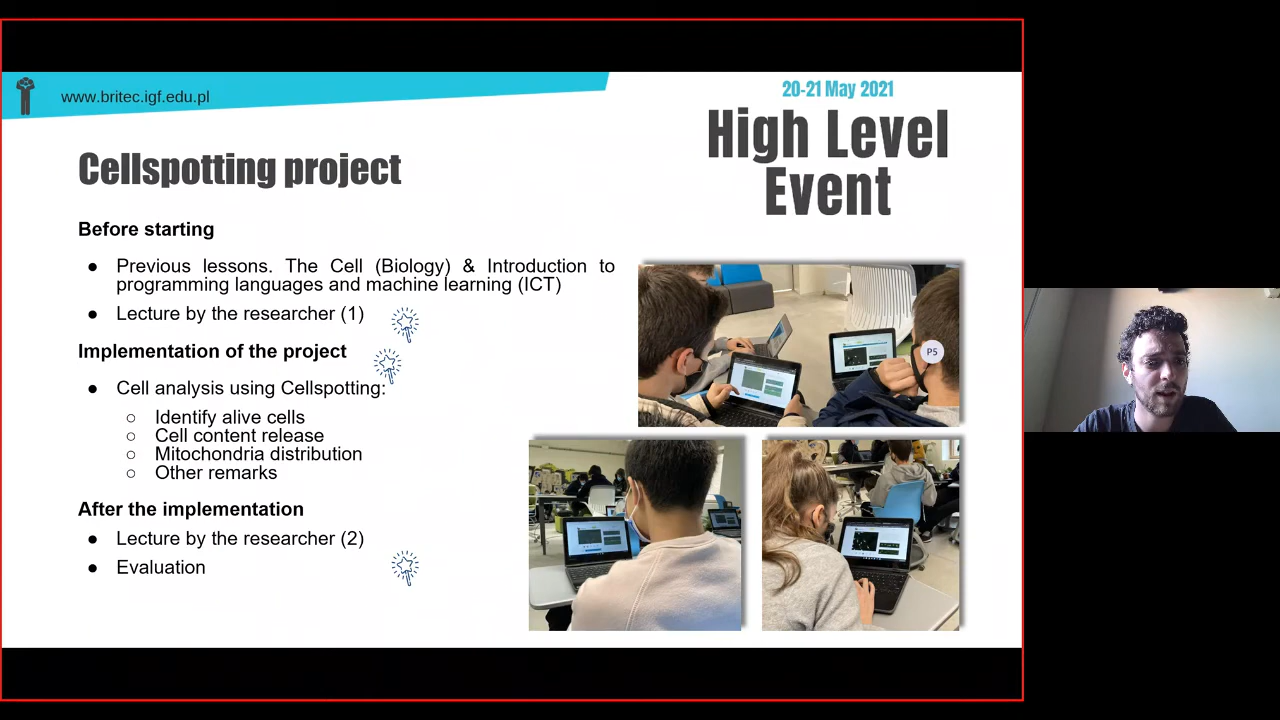 www.britec.igf.edu.pl
20-21 May 2021
High Level
Event
Cellspotting project
Before starting
● Previous lessons. The Cell (Biology) & Introduction to
programming languages and machine learning (ICT)
● Lecture by the researcher (1)
Implementation of the project
● Cell analysis using Cellspotting:
○ Identify alive cells
○ Cell content release
○ Mitochondria distribution
○ Other remarks
After the implementation
● Lecture by the researcher (2)
● Evaluation
P5